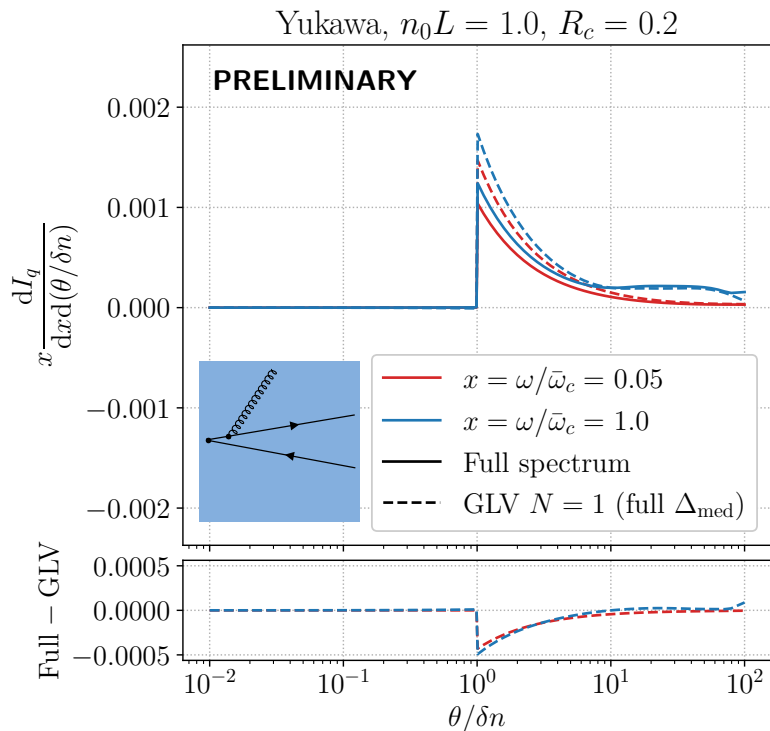 Yukawa, n₀L = 1.0, R_c = 0.2
PRELIMINARY
0.002
0.001
0.000
−0.001
−0.002
x dI_q / dxd(θ/δn)
x = ω/ω̄_c = 0.05
x = ω/ω̄_c = 1.0
Full spectrum
GLV N = 1 (full Δ_med)
0.0005
0.0000
−0.0005
Full − GLV
10⁻² 10⁻¹ 10⁰ 10¹ 10²
θ/δn